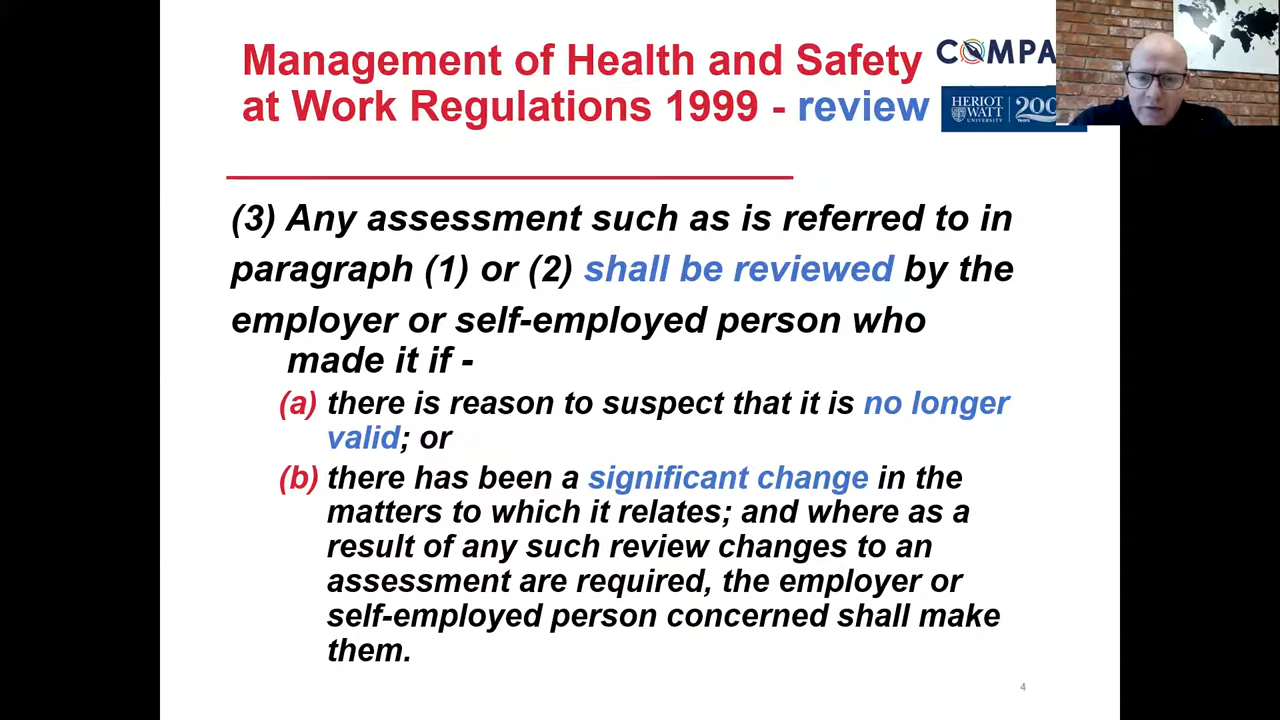 Management of Health and Safety
at Work Regulations 1999 - review
COMPA
HERIOT
WATT
UNIVERSITY
200
YEARS
(3) Any assessment such as is referred to in
paragraph (1) or (2) shall be reviewed by the
employer or self-employed person who
made it if -
(a) there is reason to suspect that it is no longer
valid; or
(b) there has been a significant change in the
matters to which it relates; and where as a
result of any such review changes to an
assessment are required, the employer or
self-employed person concerned shall make
them.
4